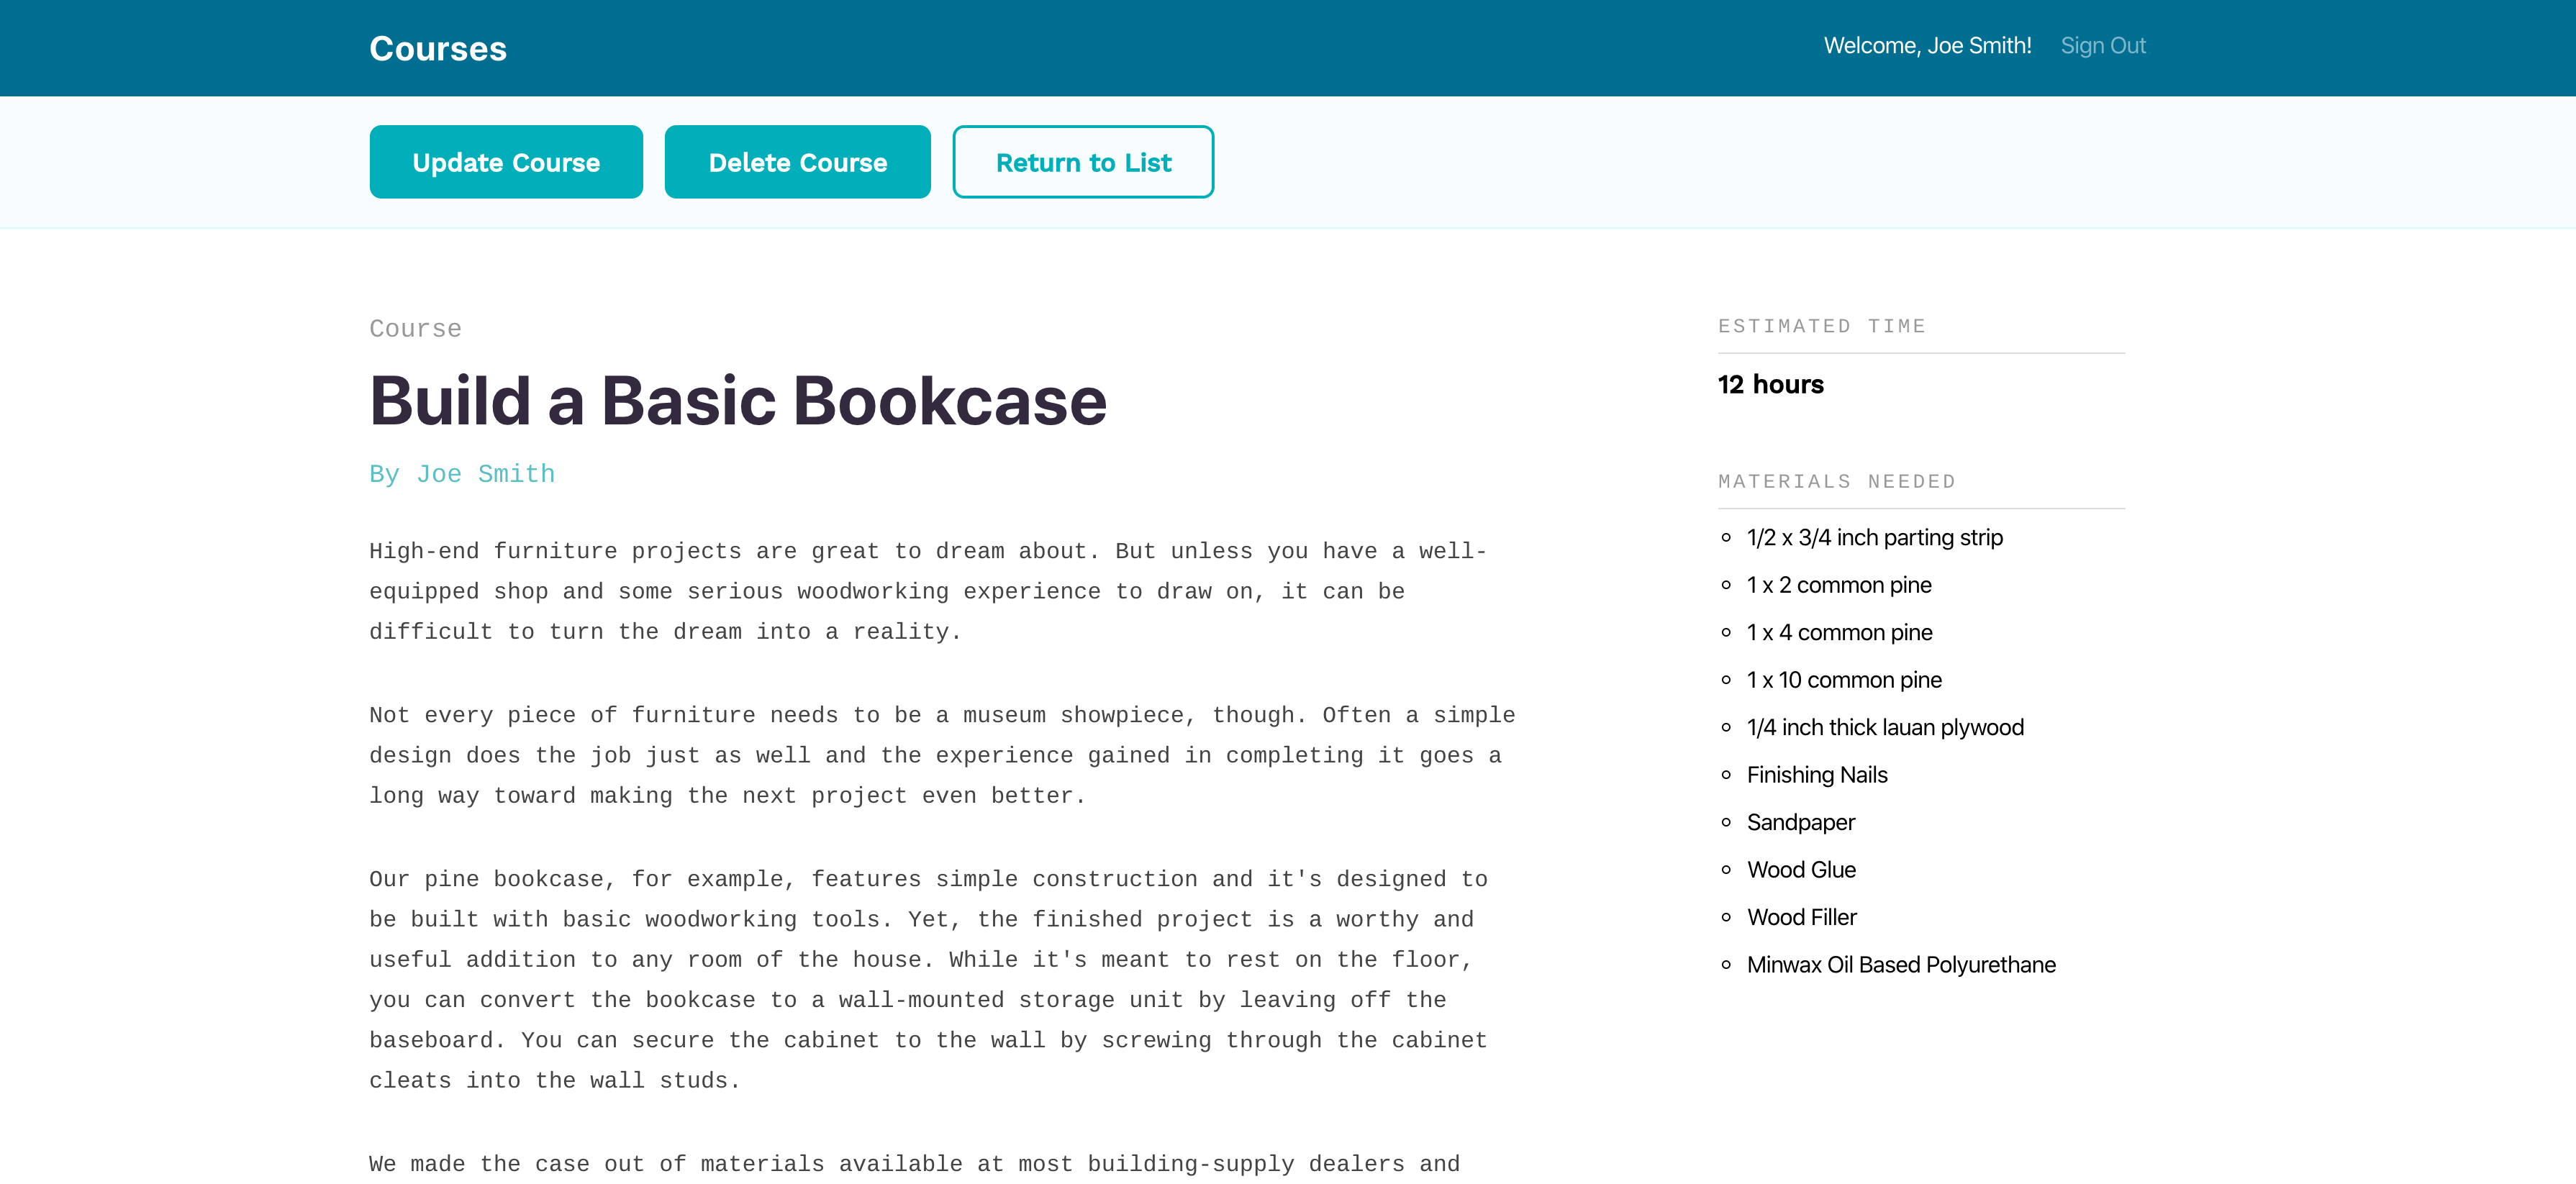 Courses
Welcome, Joe Smith! Sign Out
Update Course
Delete Course
Return to List
Course
Build a Basic Bookcase
By Joe Smith
High-end furniture projects are great to dream about. But unless you have a well-
equipped shop and some serious woodworking experience to draw on, it can be
difficult to turn the dream into a reality.
Not every piece of furniture needs to be a museum showpiece, though. Often a simple
design does the job just as well and the experience gained in completing it goes a
long way toward making the next project even better.
Our pine bookcase, for example, features simple construction and it's designed to
be built with basic woodworking tools. Yet, the finished project is a worthy and
useful addition to any room of the house. While it's meant to rest on the floor,
you can convert the bookcase to a wall-mounted storage unit by leaving off the
baseboard. You can secure the cabinet to the wall by screwing through the cabinet
cleats into the wall studs.
We made the case out of materials available at most building-supply dealers and
ESTIMATED TIME
12 hours
MATERIALS NEEDED
1/2 x 3/4 inch parting strip
1 x 2 common pine
1 x 4 common pine
1 x 10 common pine
1/4 inch thick lauan plywood
Finishing Nails
Sandpaper
Wood Glue
Wood Filler
Minwax Oil Based Polyurethane